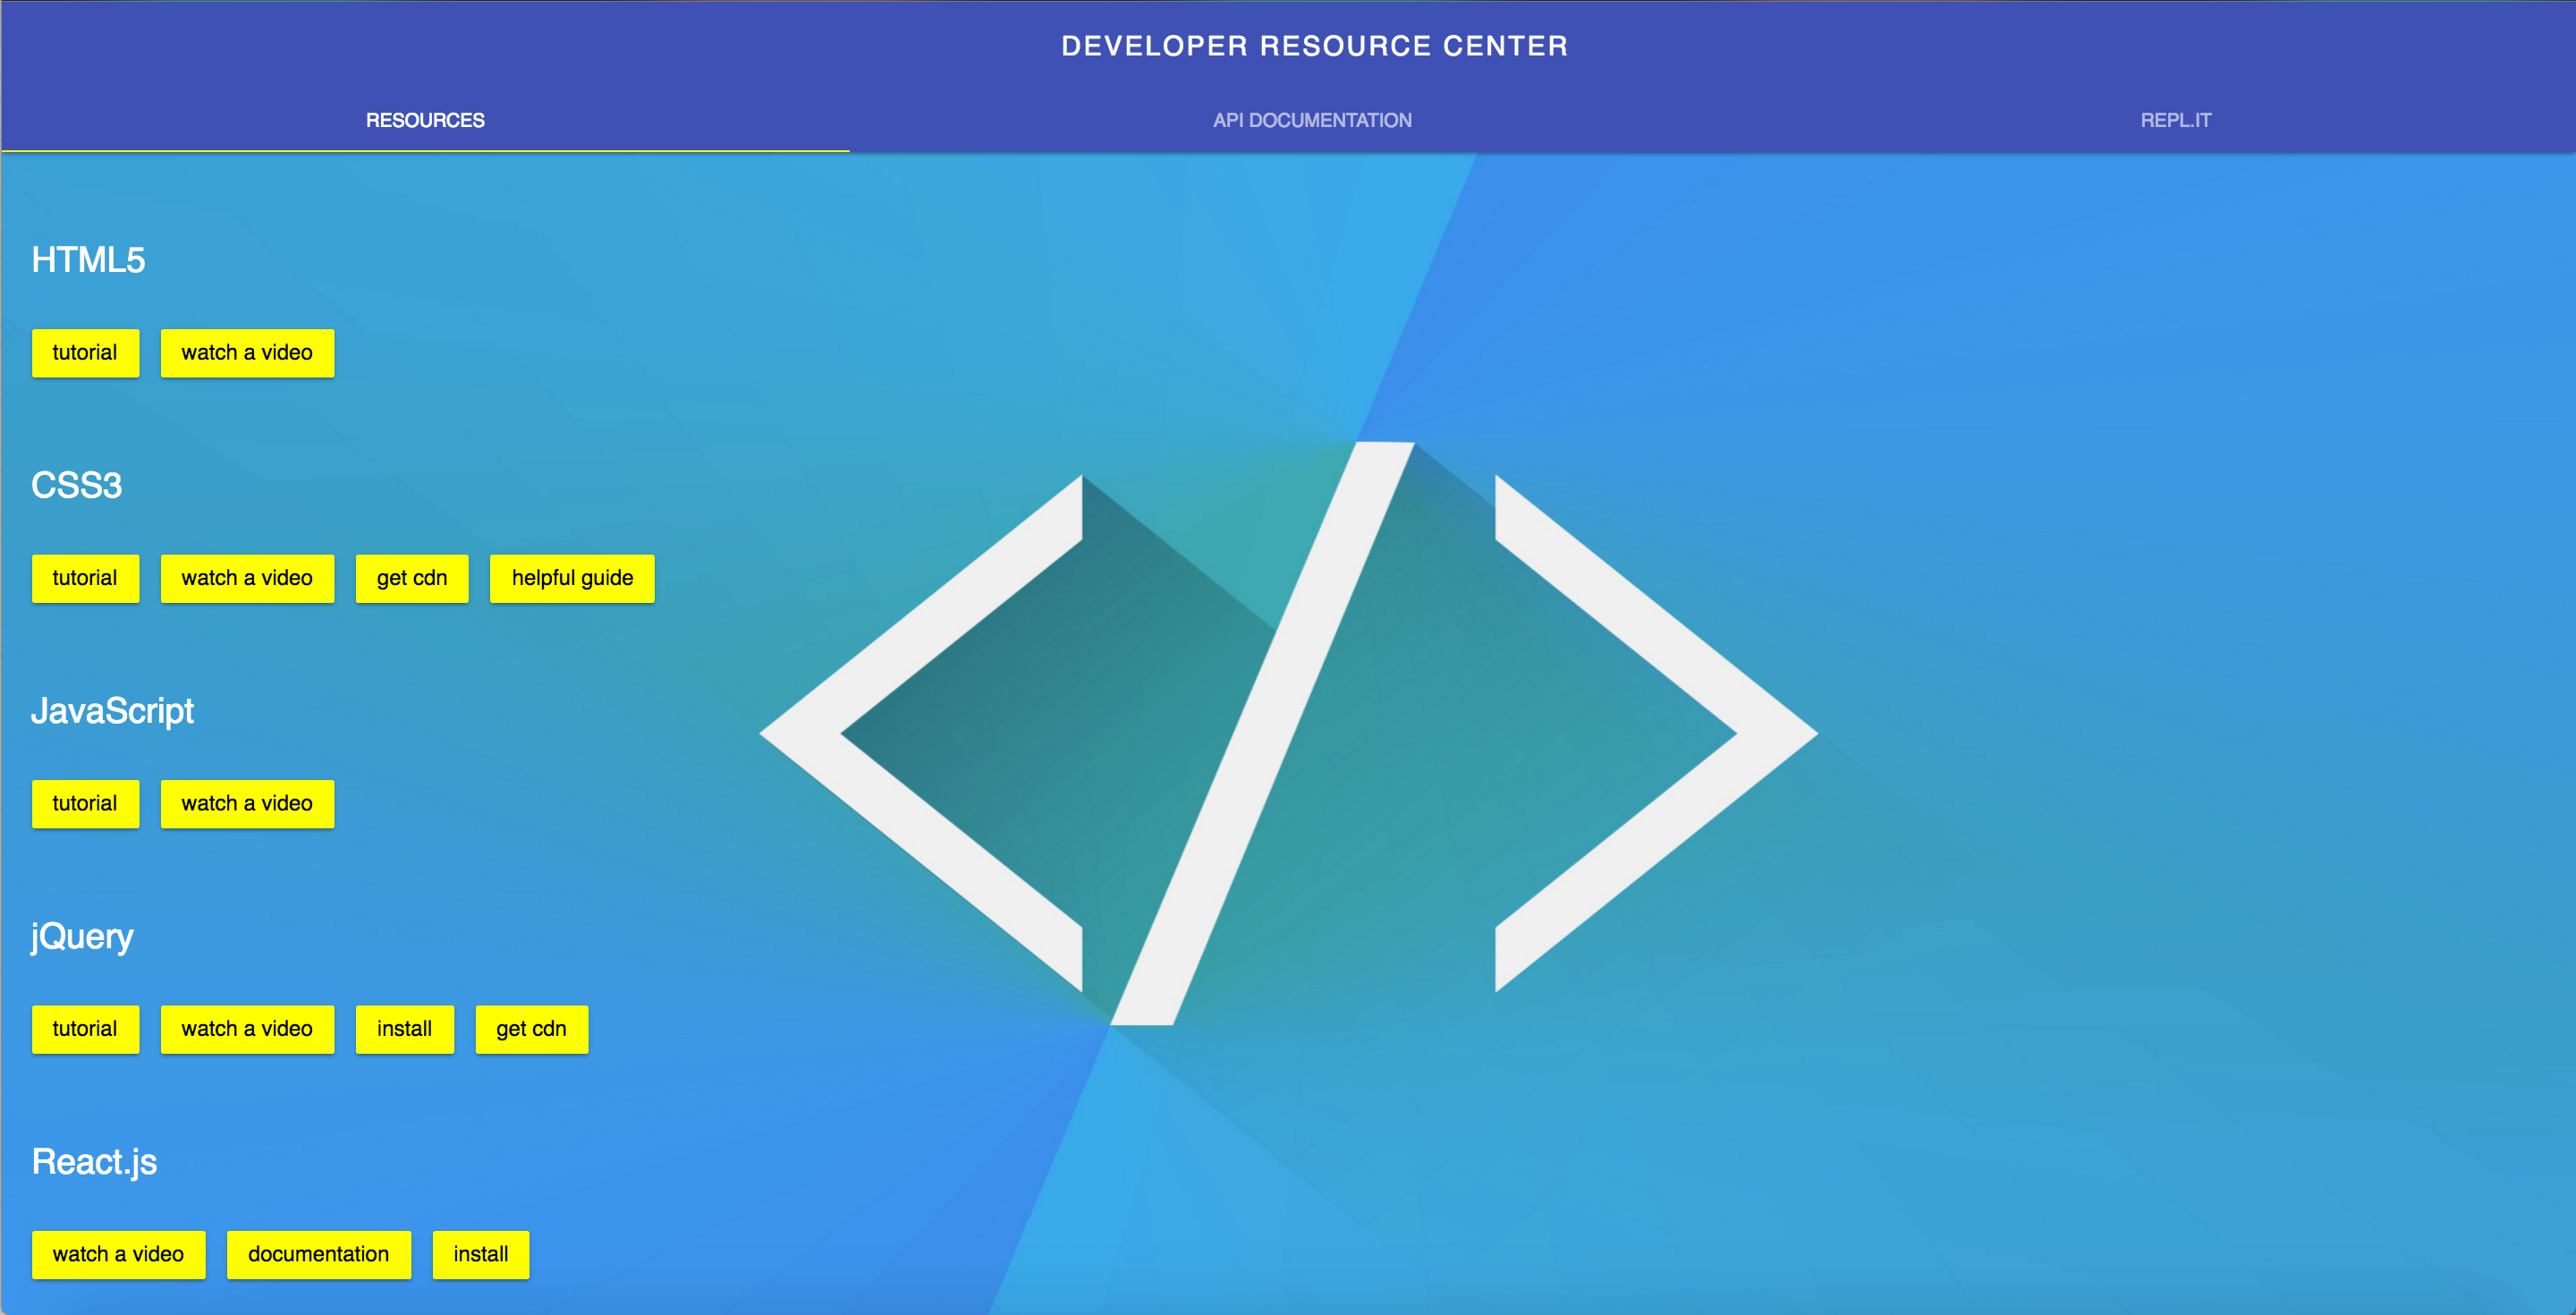 DEVELOPER RESOURCE CENTER
RESOURCES API DOCUMENTATION REPL.IT
HTML5
tutorial watch a video
CSS3
tutorial watch a video get cdn helpful guide
JavaScript
tutorial watch a video
jQuery
tutorial watch a video install get cdn
React.js
watch a video documentation install